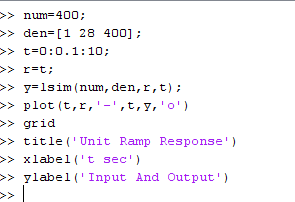 >> num=400;
>> den=[1 28 400];
>> t=0:0.1:10;
>> r=t;
>> y=lsim(num,den,r,t);
>> plot(t,r,'-',t,y,'o')
>> grid
>> title('Unit Ramp Response')
>> xlabel('t sec')
>> ylabel('Input And Output')
>>